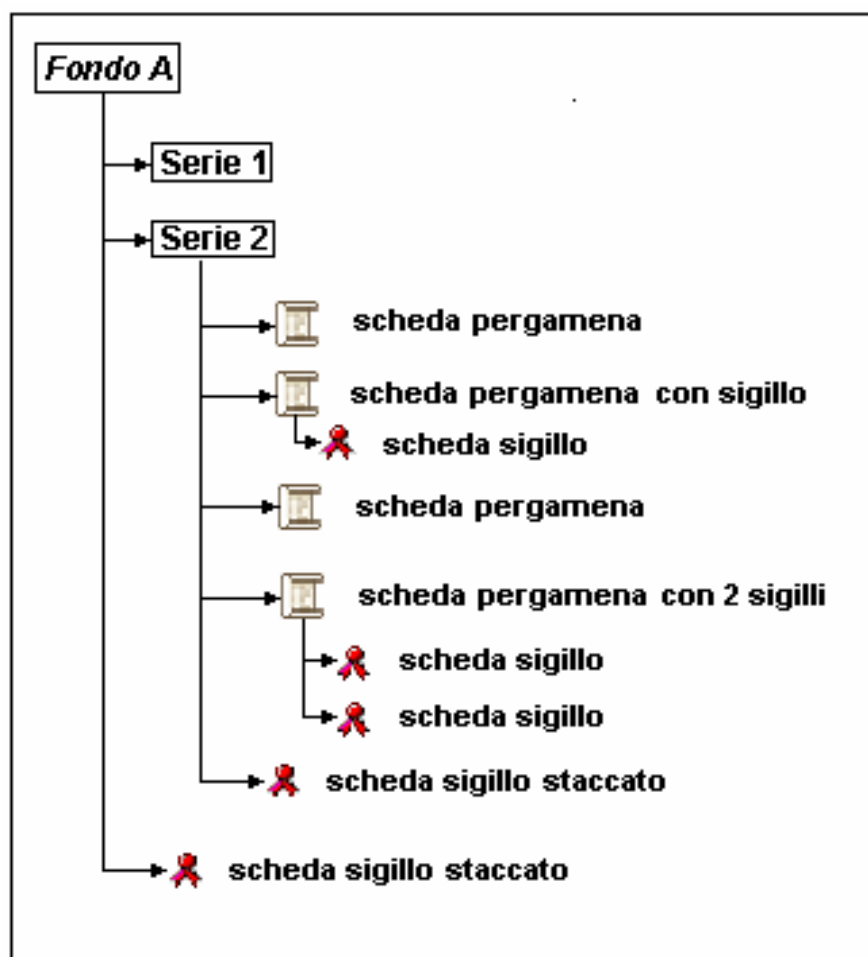 Fondo A
Serie 1
Serie 2
scheda pergamena
scheda pergamena con sigillo
scheda sigillo
scheda pergamena
scheda pergamena con 2 sigilli
scheda sigillo
scheda sigillo
scheda sigillo staccato
scheda sigillo staccato